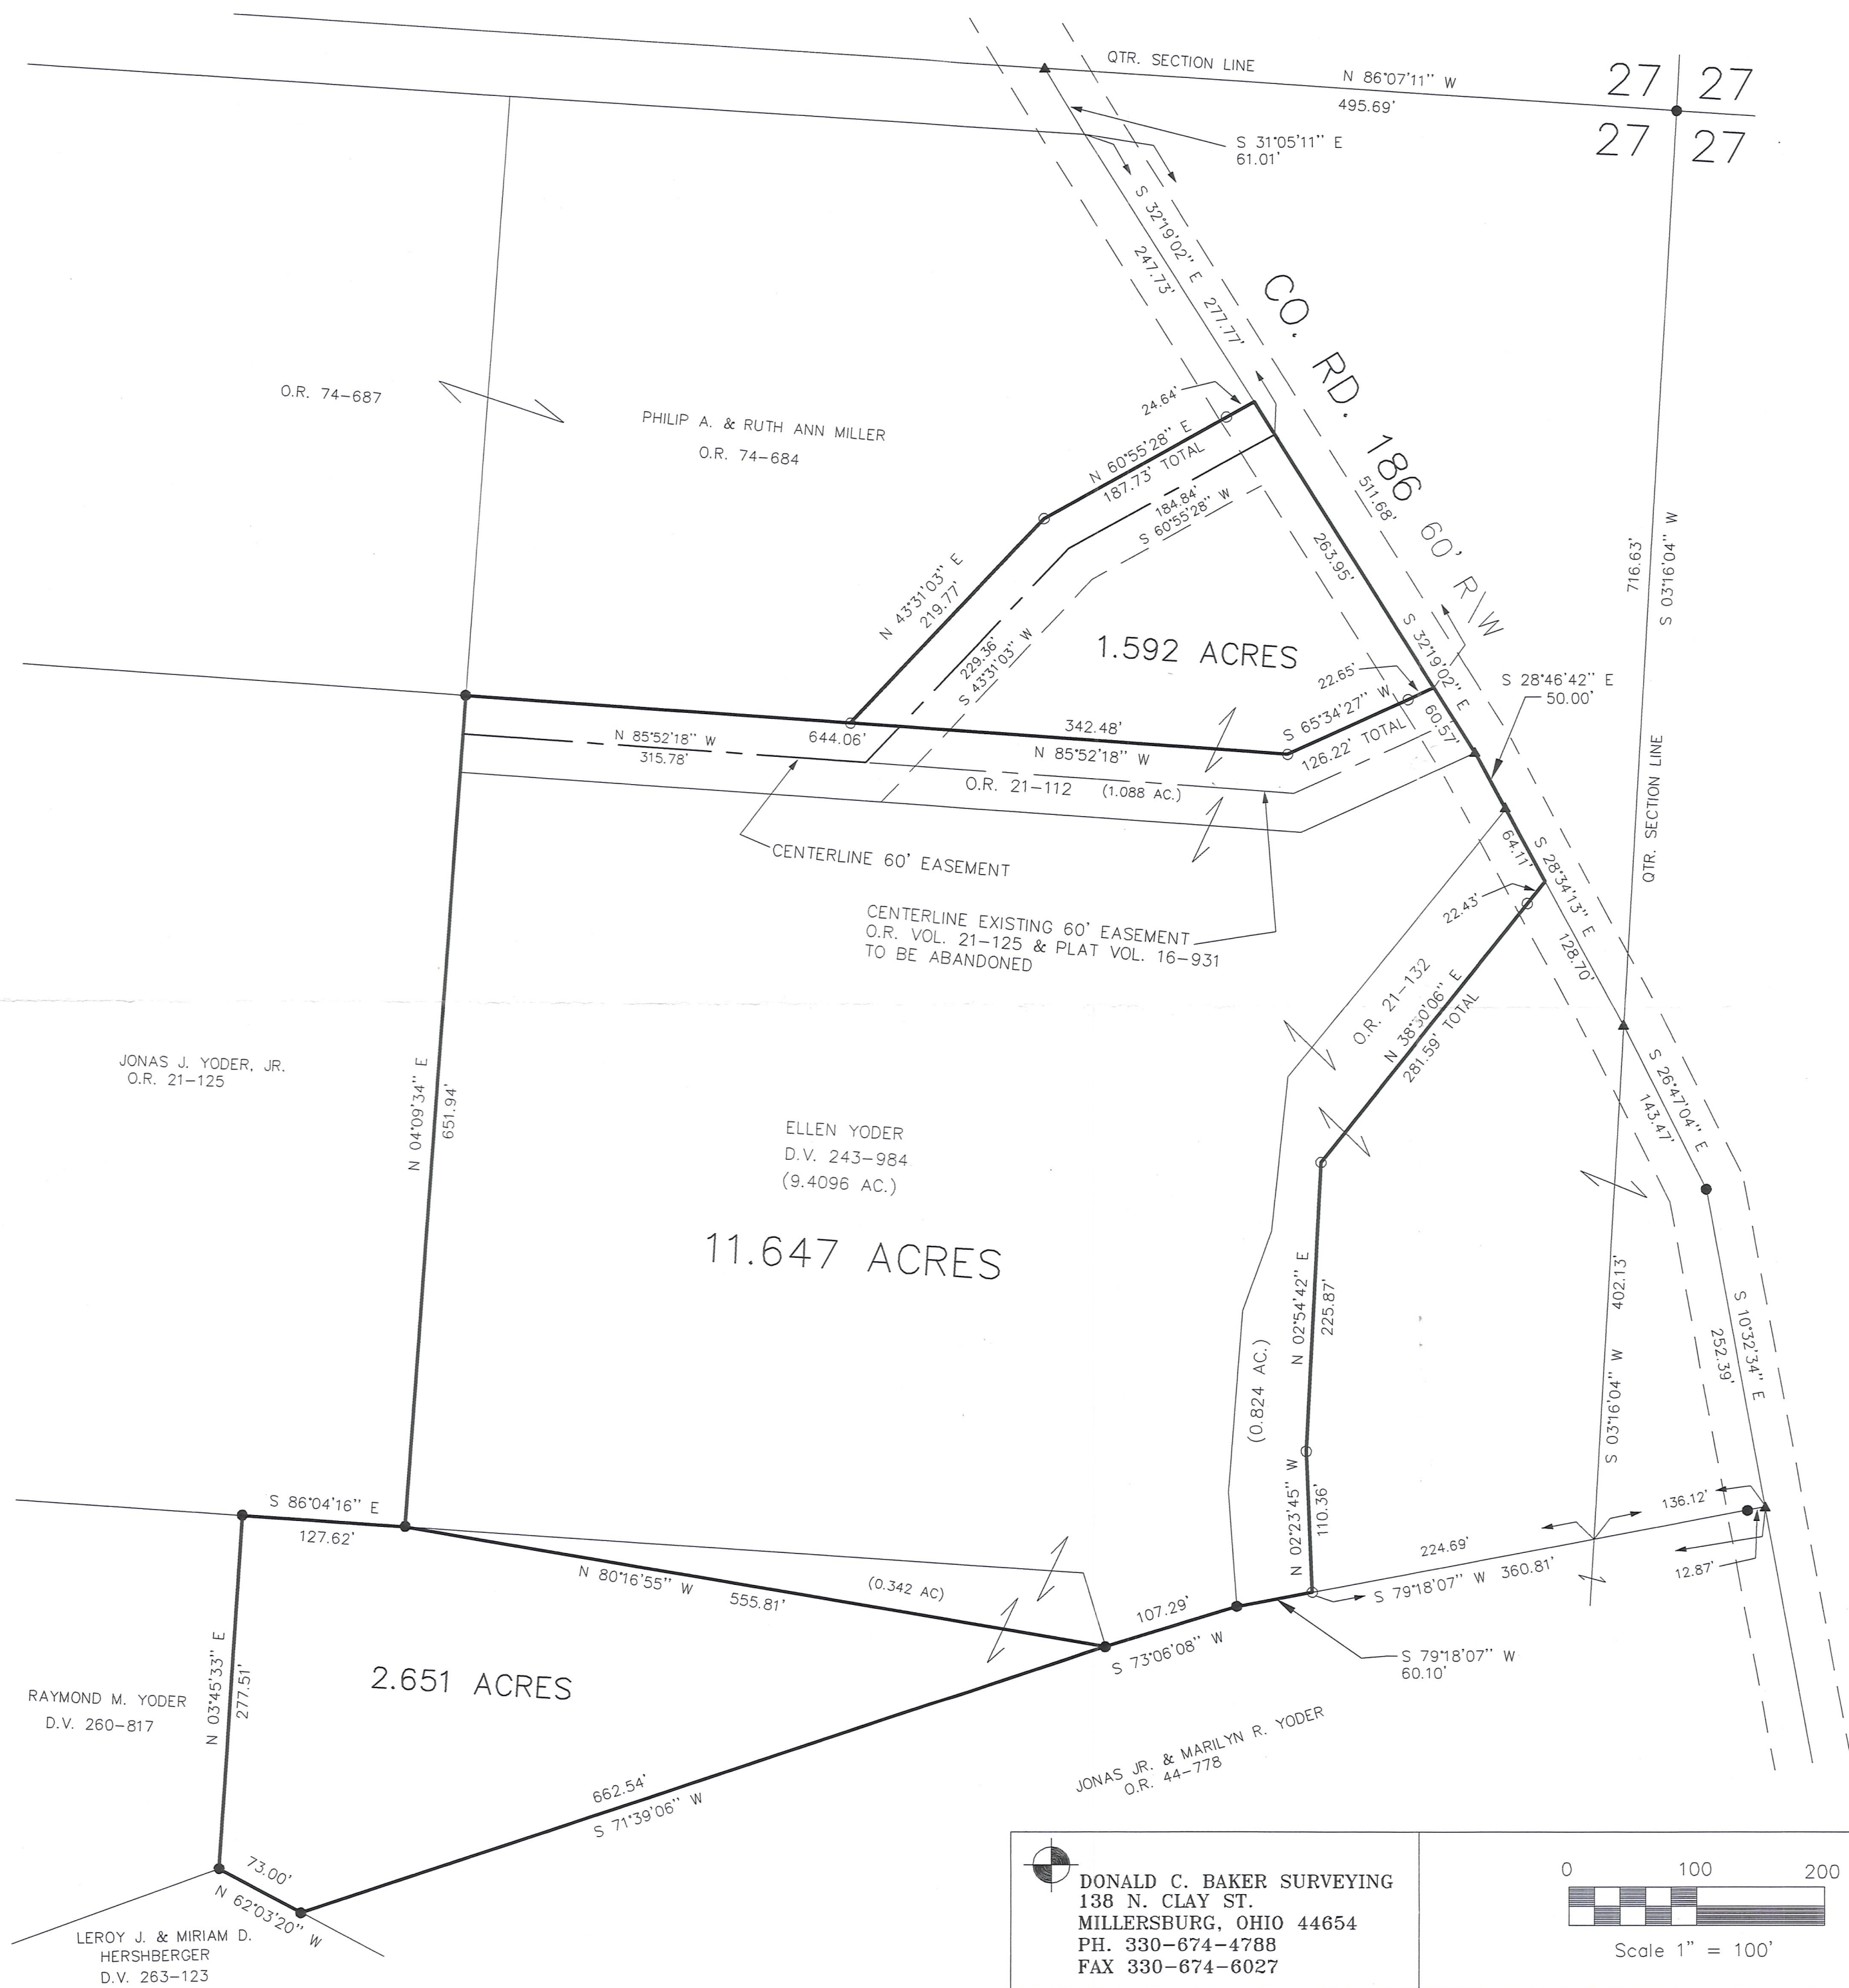 QTR. SECTION LINE
N 86°07'11" W
495.69'
27 27
27 27
S 31°05'11" E
61.01'
S 32°19'02" E 277.77'
247.73'
CO. RD. 186 60' R\W
511.68'
716.63'
S 03°16'04" W
O.R. 74-687
PHILIP A. & RUTH ANN MILLER
O.R. 74-684
24.64'
N 60°55'28" E
187.73' TOTAL
184.84'
S 60°55'28" W
N 43°31'03" E
219.77'
229.36'
S 43°31'03" W
263.95'
1.592 ACRES
S 32°19'02" E
60.57'
22.65'
S 65°34'27" W
126.22' TOTAL
S 28°46'42" E
50.00'
QTR. SECTION LINE
644.06'
342.48'
N 85°52'18" W
N 85°52'18" W
315.78'
O.R. 21-112 (1.088 AC.)
CENTERLINE 60' EASEMENT
CENTERLINE EXISTING 60' EASEMENT
O.R. VOL. 21-125 & PLAT VOL. 16-931
TO BE ABANDONED
64.11'
S 28°34'13" E
128.70'
22.43'
O.R. 21-132
N 38°50'06" E
281.59' TOTAL
S 26°47'04" E
143.47'
JONAS J. YODER, JR.
O.R. 21-125
N 04°09'34" E
651.94'
ELLEN YODER
D.V. 243-984
(9.4096 AC.)
11.647 ACRES
N 02°54'42" E
225.87'
(0.824 AC.)
S 03°16'04" W 402.13'
S 10°32'34" E
252.39'
N 02°23'45" W
110.36'
136.12'
224.69'
S 79°18'07" W 360.81'
12.87'
S 86°04'16" E
127.62'
N 80°16'55" W 555.81'
(0.342 AC)
107.29'
S 73°06'08" W
S 79°18'07" W
60.10'
N 03°45'33" E
277.51'
2.651 ACRES
RAYMOND M. YODER
D.V. 260-817
JONAS JR. & MARILYN R. YODER
O.R. 44-778
662.54'
S 71°39'06" W
73.00'
N 62°03'20" W
LEROY J. & MIRIAM D.
HERSHBERGER
D.V. 263-123
DONALD C. BAKER SURVEYING
138 N. CLAY ST.
MILLERSBURG, OHIO 44654
PH. 330-674-4788
FAX 330-674-6027
0 100 200
Scale 1" = 100'